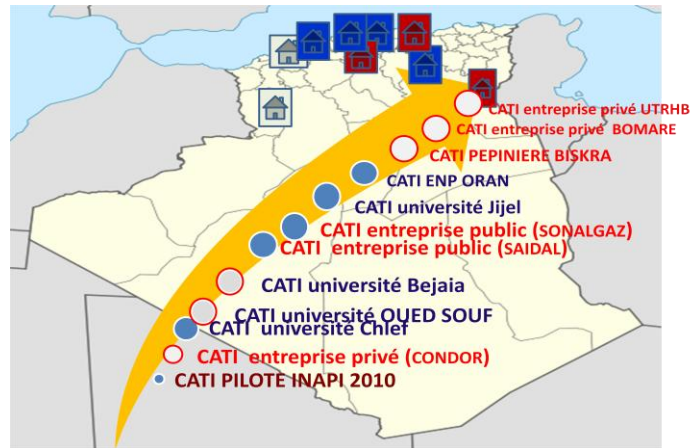 CATI entreprise privé UTRHB
CATI entreprise privé BOMARE
CATI PEPINIERE BISKRA
CATI ENP ORAN
CATI université Jijel
CATI entreprise public (SONALGAZ)
CATI entreprise public (SAIDAL)
CATI université Bejaia
CATI université OUED SOUF
CATI université Chlef
CATI entreprise privé (CONDOR)
CATI PILOTE INAPI 2010